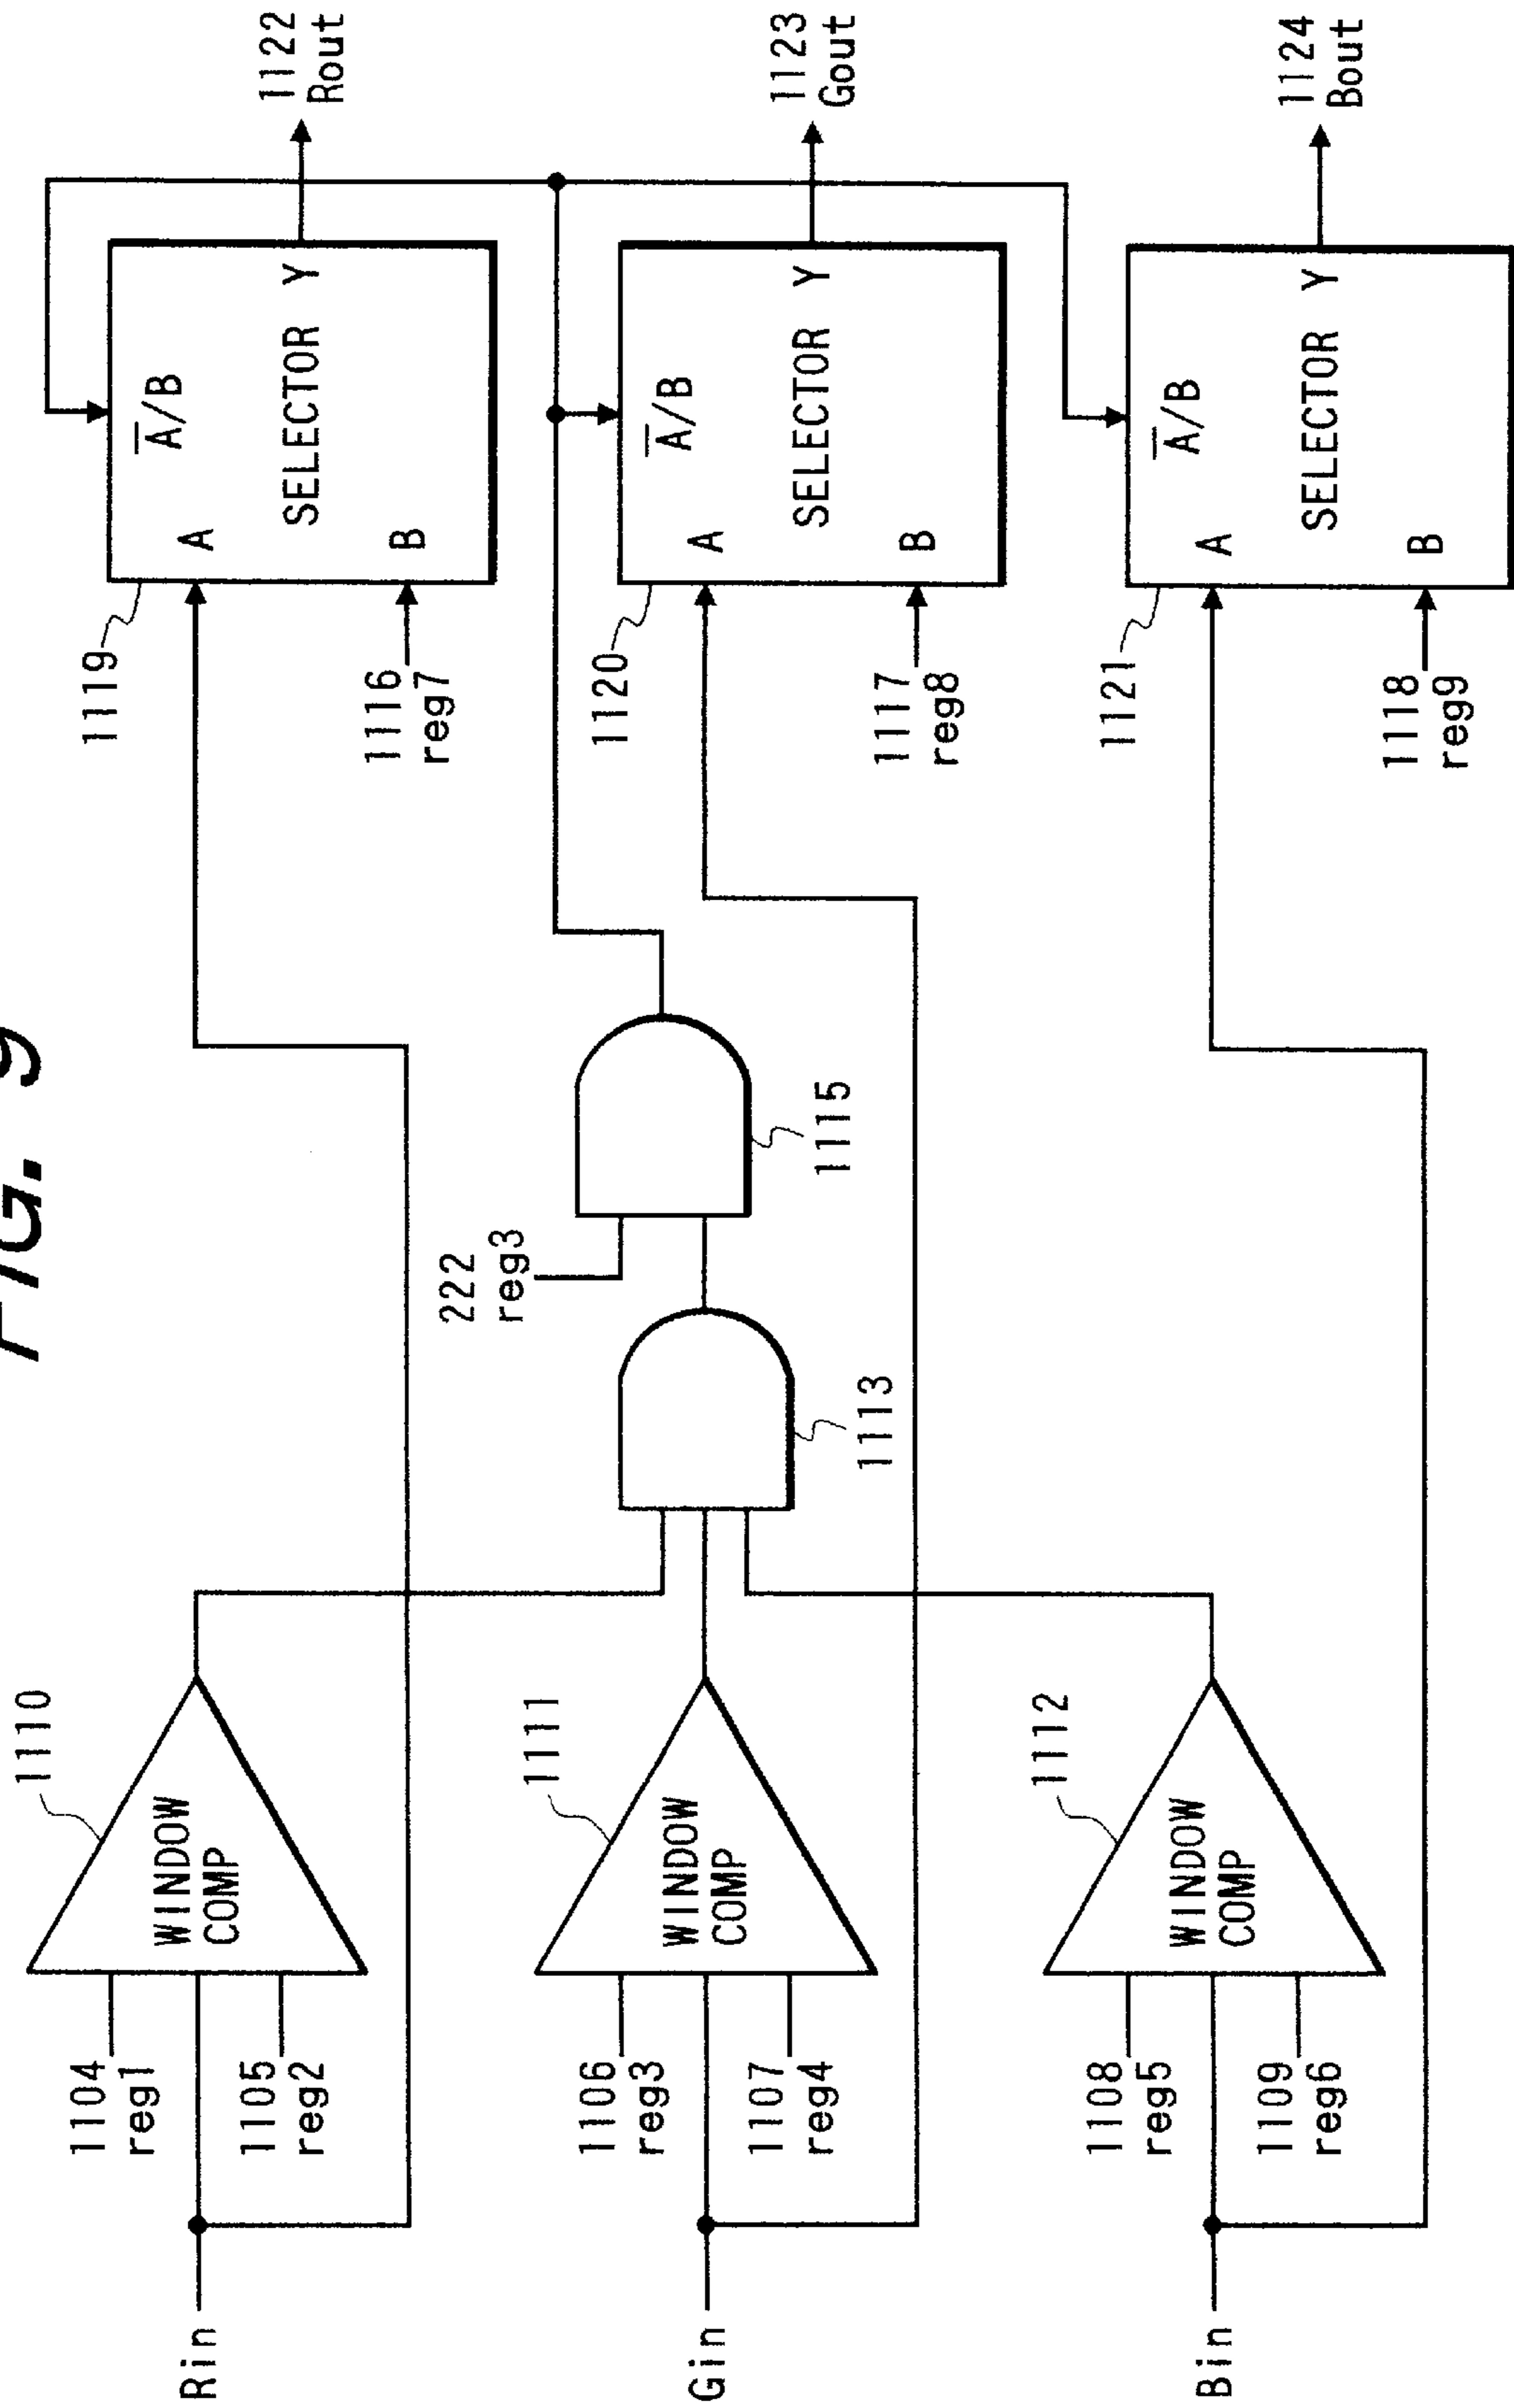 FIG. 9
Rin
1104
reg1
1105
reg2
1110
WINDOW
COMP
Gin
1106
reg3
1107
reg4
1111
WINDOW
COMP
Bin
1108
reg5
1109
reg6
1112
WINDOW
COMP
1113
222
reg3
1115
1119
1116
reg7
A
B
A̅/B
SELECTOR Y
1122
Rout
1120
1117
reg8
A
B
A̅/B
SELECTOR Y
1123
Gout
1121
1118
reg9
A
B
A̅/B
SELECTOR Y
1124
Bout